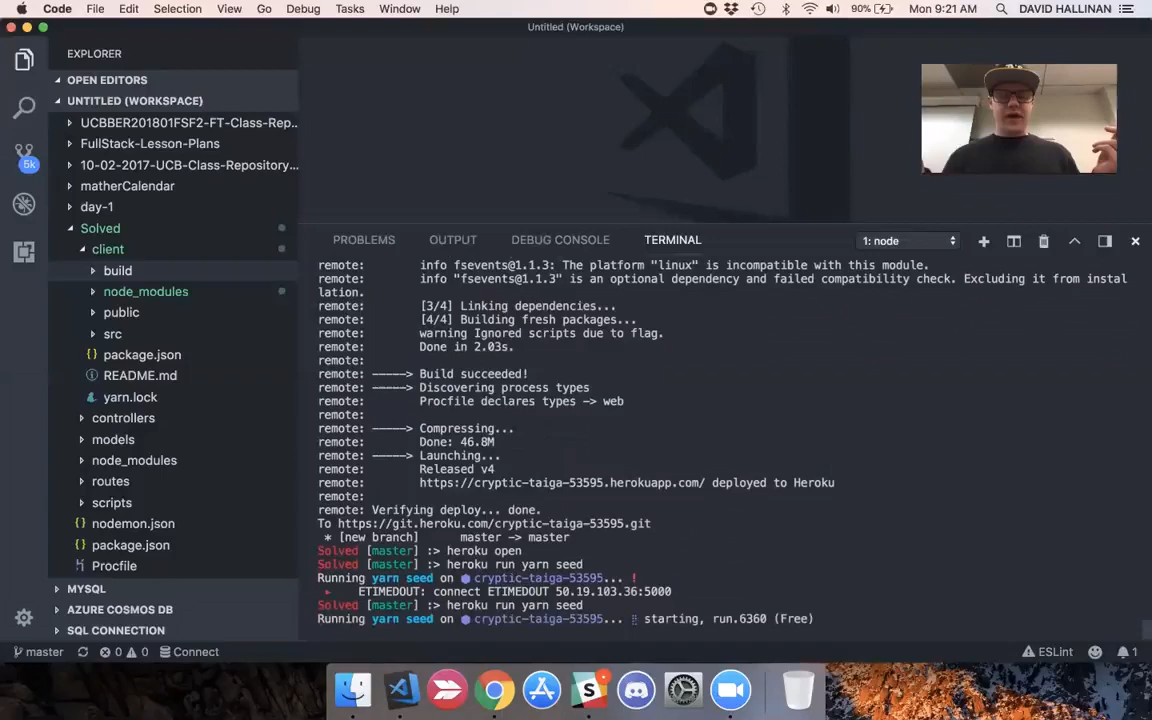 Code File Edit Selection View Go Debug Tasks Window Help 90% Mon 9:21 AM DAVID HALLINAN
Untitled (Workspace)
EXPLORER
OPEN EDITORS
UNTITLED (WORKSPACE)
UCBBER201801FSF2-FT-Class-Rep...
FullStack-Lesson-Plans
10-02-2017-UCB-Class-Repository...
matherCalendar
day-1
Solved
client
build
node_modules
public
src
{} package.json
README.md
yarn.lock
controllers
models
node_modules
routes
scripts
{} nodemon.json
{} package.json
Procfile
MYSQL
AZURE COSMOS DB
SQL CONNECTION
5k
PROBLEMS OUTPUT DEBUG CONSOLE TERMINAL 1: node
remote: info fsevents@1.1.3: The platform "linux" is incompatible with this module.
remote: info "fsevents@1.1.3" is an optional dependency and failed compatibility check. Excluding it from instal
lation.
remote: [3/4] Linking dependencies...
remote: [4/4] Building fresh packages...
remote: warning Ignored scripts due to flag.
remote: Done in 2.03s.
remote:
remote: -----> Build succeeded!
remote: -----> Discovering process types
remote: Procfile declares types -> web
remote:
remote: -----> Compressing...
remote: Done: 46.8M
remote: -----> Launching...
remote: Released v4
remote: https://cryptic-taiga-53595.herokuapp.com/ deployed to Heroku
remote:
remote: Verifying deploy... done.
To https://git.heroku.com/cryptic-taiga-53595.git
* [new branch] master -> master
Solved [master] :> heroku open
Solved [master] :> heroku run yarn seed
Running yarn seed on cryptic-taiga-53595... !
ETIMEDOUT: connect ETIMEDOUT 50.19.103.36:5000
Solved [master] :> heroku run yarn seed
Running yarn seed on cryptic-taiga-53595... starting, run.6360 (Free)
master 0 0 Connect ESLint 1